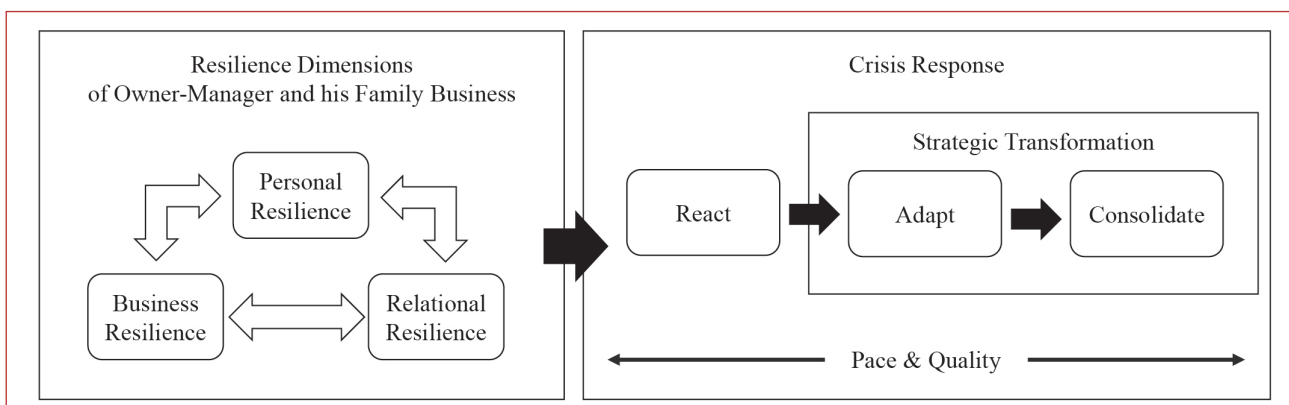 Resilience Dimensions
of Owner-Manager and his Family Business
Personal
Resilience
Business
Resilience
Relational
Resilience
Crisis Response
Strategic Transformation
React
Adapt
Consolidate
Pace & Quality